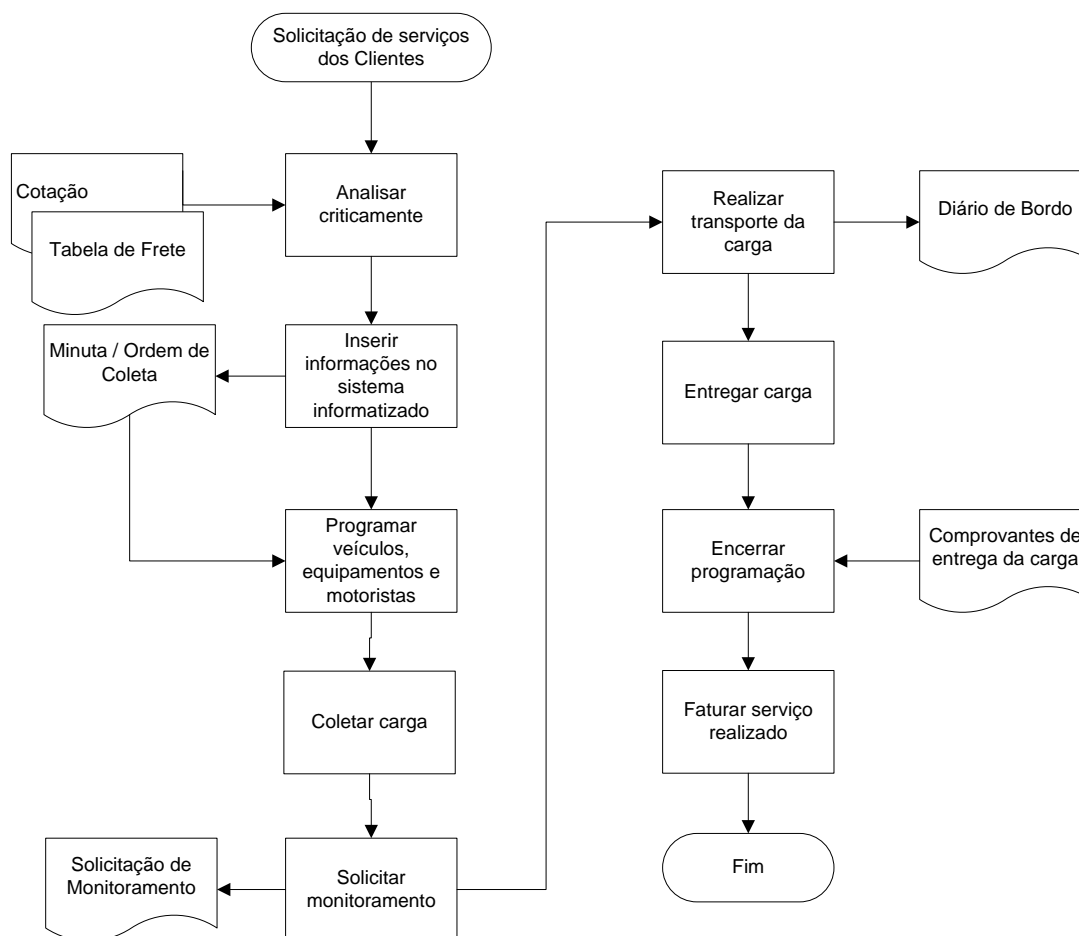 Solicitação de serviços
dos Clientes
Cotação
Tabela de Frete
Analisar
criticamente
Minuta / Ordem de
Coleta
Inserir
informações no
sistema
informatizado
Programar
veículos,
equipamentos e
motoristas
Coletar carga
Solicitação de
Monitoramento
Solicitar
monitoramento
Realizar
transporte da
carga
Diário de Bordo
Entregar carga
Encerrar
programação
Comprovantes de
entrega da carga
Faturar serviço
realizado
Fim